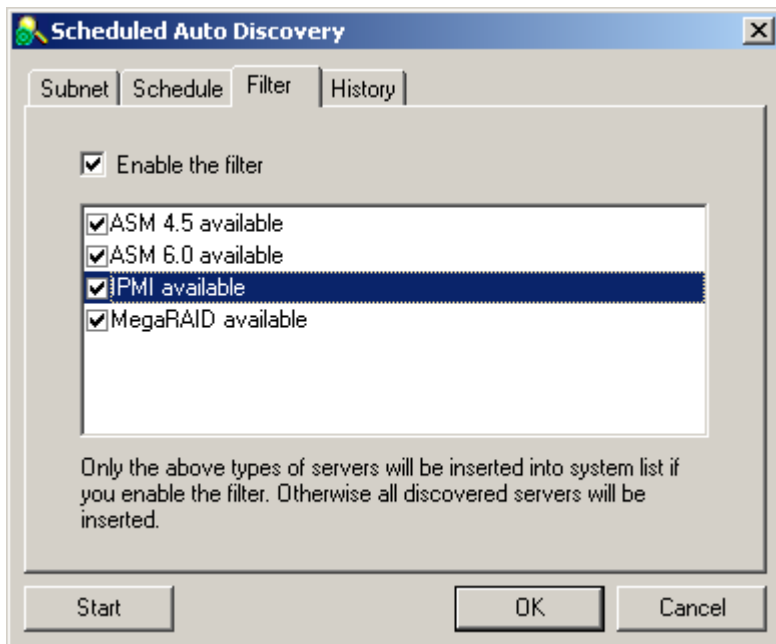 Scheduled Auto Discovery
Subnet Schedule Filter History
Enable the filter
ASM 4.5 available
ASM 6.0 available
IPMI available
MegaRAID available
Only the above types of servers will be inserted into system list if
you enable the filter. Otherwise all discovered servers will be
inserted.
Start OK Cancel